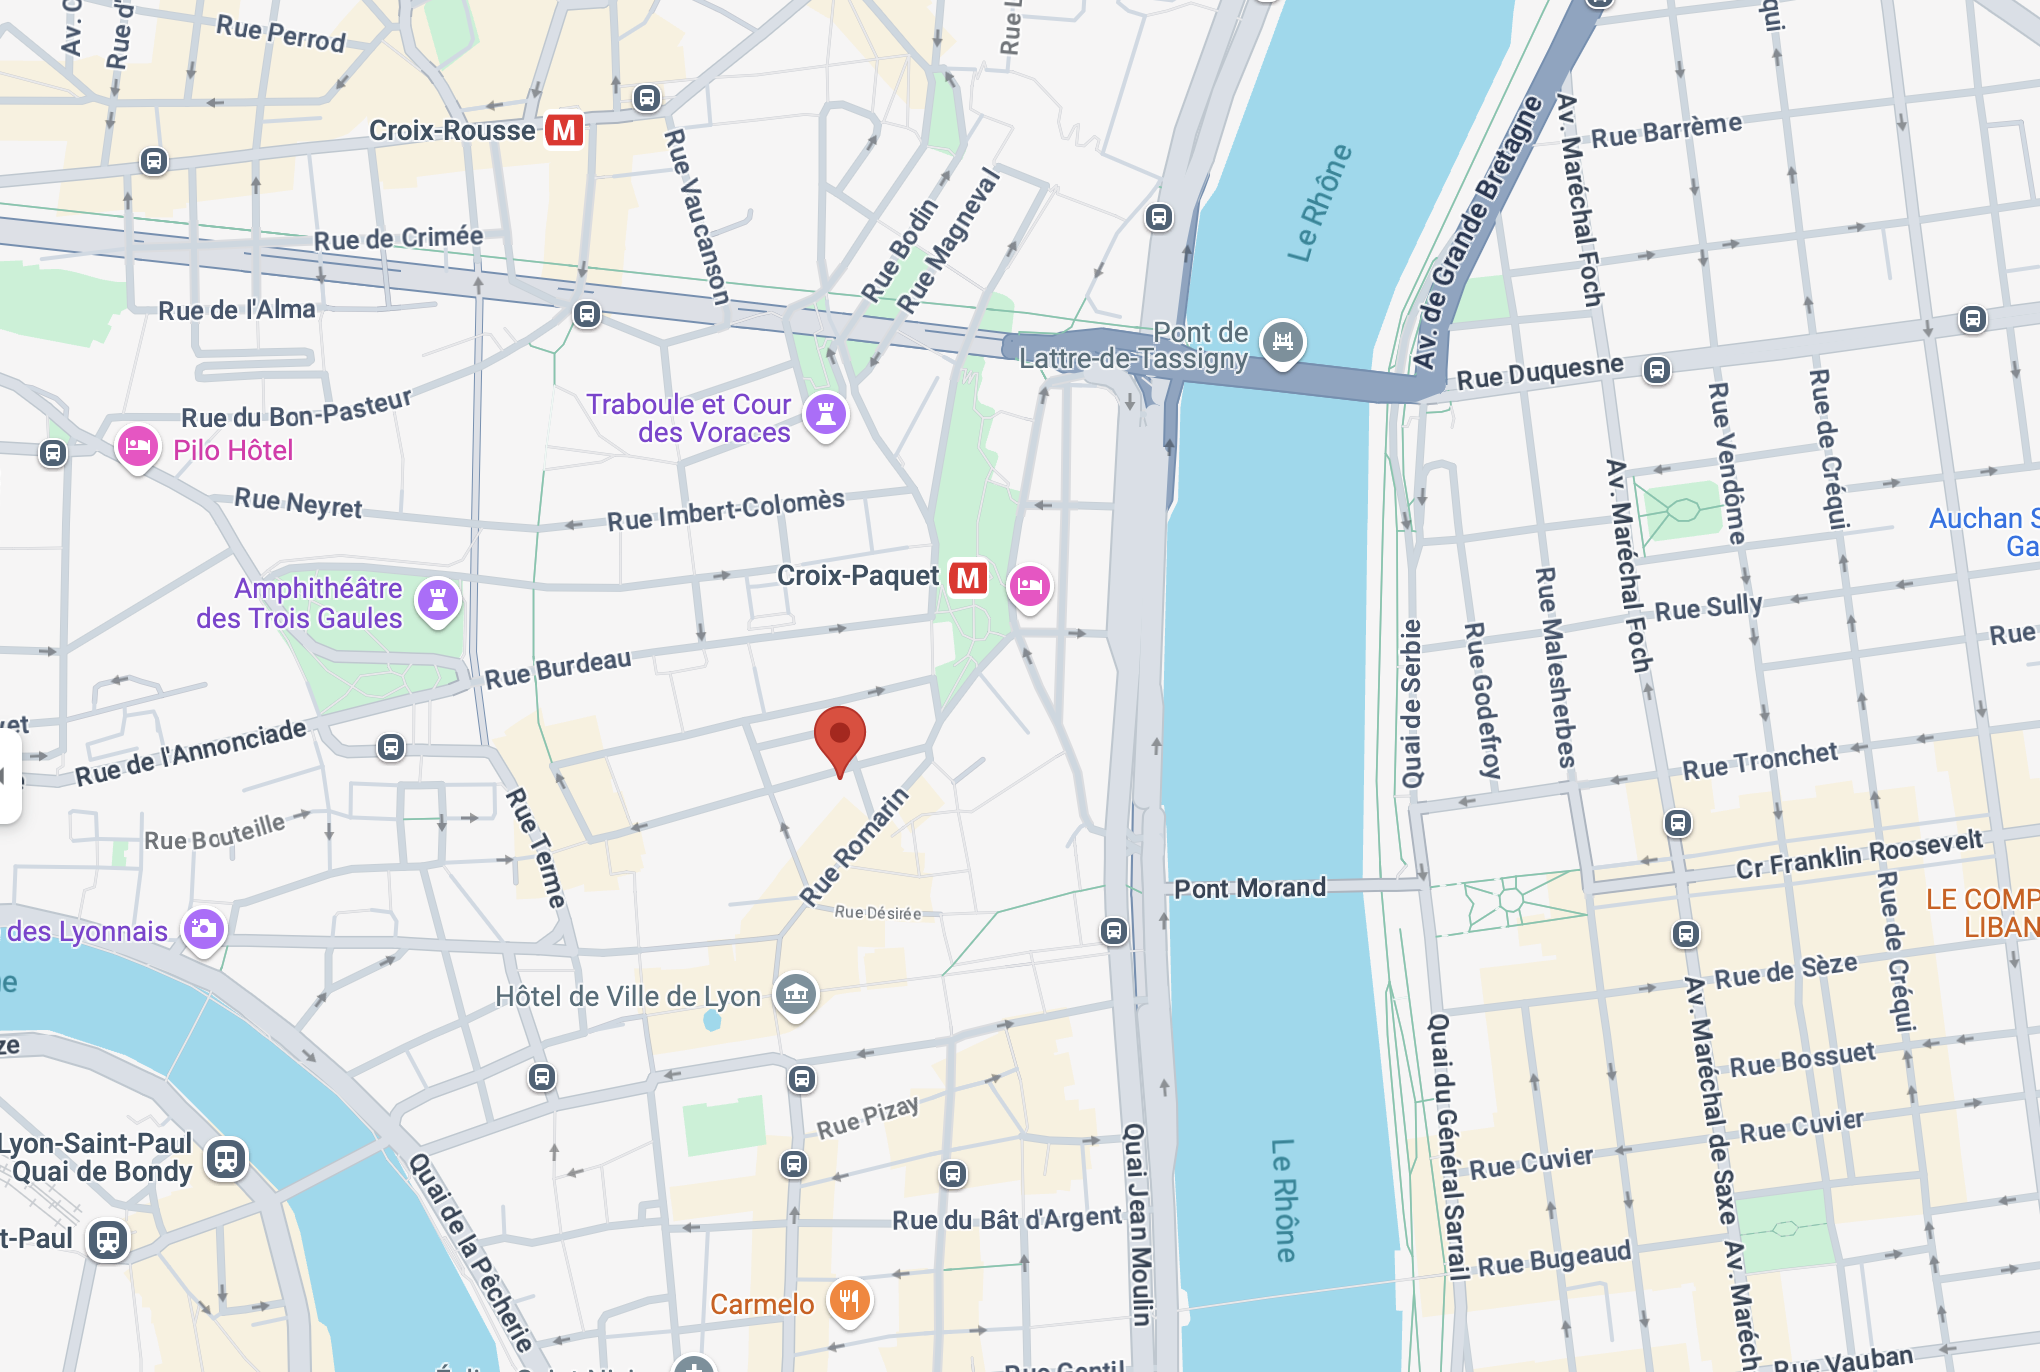 Av. C
Rue d'
Rue Perrod
Rue L
qui
Croix-Rousse M
Rue Vaucanson
Rue Barrème
Av. Maréchal Foch
Av. de Grande Bretagne
Le Rhône
Rue Bodin
Rue Magneval
Rue de Crimée
Rue de l'Alma
Pont de
Lattre-de-Tassigny
Rue Duquesne
Rue du Bon-Pasteur
Traboule et Cour
des Voraces
Pilo Hôtel
Rue Vendôme
Rue de Créqui
Rue Neyret
Rue Imbert-Colomès
Auchan S
Ga
Av. Maréchal Foch
Croix-Paquet M
Amphithéâtre
des Trois Gaules
Rue Sully
Rue
Rue Malesherbes
Rue Godefroy
Quai de Serbie
Rue Burdeau
vet
Rue de l'Annonciade
Rue Tronchet
Rue Bouteille
Rue Terme
Rue Romarin
Cr Franklin Roosevelt
Pont Morand
Rue Désirée
Rue de Créqui
LE COMP
LIBAN
des Lyonnais
Rue de Sèze
Hôtel de Ville de Lyon
e
ze
Rue Bossuet
Rue Pizay
Rue Cuvier
Rue Cuvier
Lyon-Saint-Paul
Quai de Bondy
Quai du Général Sarrail
Av. Maréchal de Saxe
Quai Jean Moulin
Le Rhône
Rue du Bât d'Argent
t-Paul
Quai de la Pêcherie
Rue Bugeaud
Av. Maréch
Carmelo
Rue Gentil
Rue Vauban